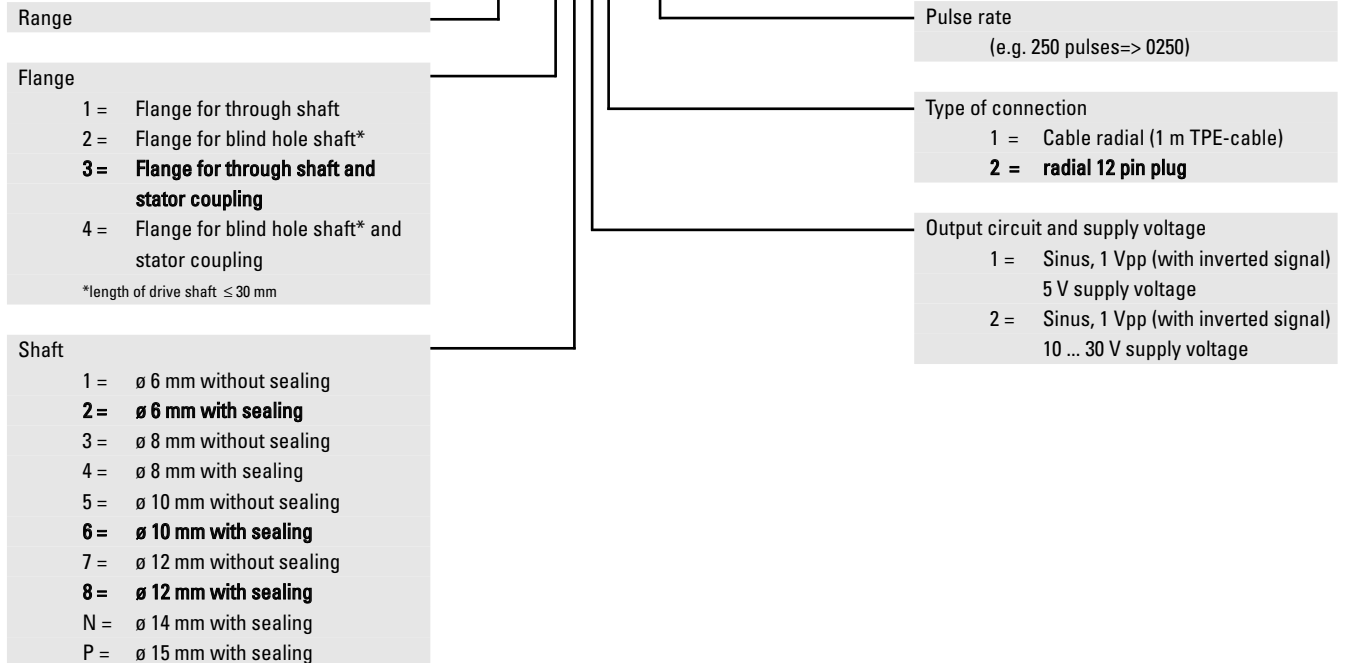 Range
Flange
1 = Flange for through shaft
2 = Flange for blind hole shaft*
3 = Flange for through shaft and
stator coupling
4 = Flange for blind hole shaft* and
stator coupling
*length of drive shaft ≤ 30 mm
Shaft
1 = ø 6 mm without sealing
2 = ø 6 mm with sealing
3 = ø 8 mm without sealing
4 = ø 8 mm with sealing
5 = ø 10 mm without sealing
6 = ø 10 mm with sealing
7 = ø 12 mm without sealing
8 = ø 12 mm with sealing
N = ø 14 mm with sealing
P = ø 15 mm with sealing
Pulse rate
(e.g. 250 pulses=> 0250)
Type of connection
1 = Cable radial (1 m TPE-cable)
2 = radial 12 pin plug
Output circuit and supply voltage
1 = Sinus, 1 Vpp (with inverted signal)
5 V supply voltage
2 = Sinus, 1 Vpp (with inverted signal)
10 ... 30 V supply voltage